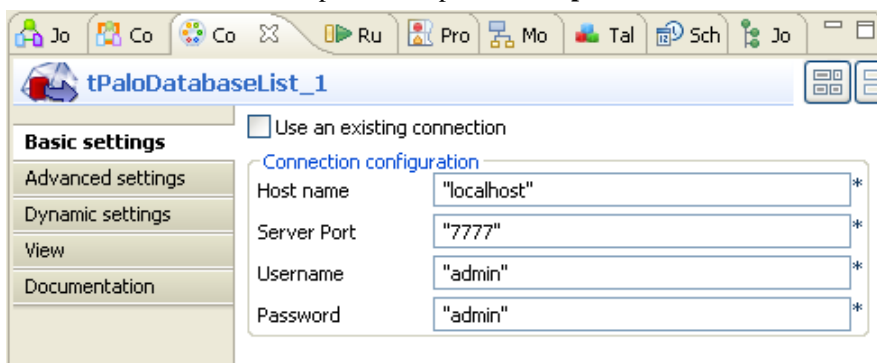 Jo Co Co Ru Pro Mo Tal Sch Jo
tPaloDatabaseList_1
Basic settings
Advanced settings
Dynamic settings
View
Documentation
Use an existing connection
Connection configuration
Host name "localhost" *
Server Port "7777" *
Username "admin" *
Password "admin" *